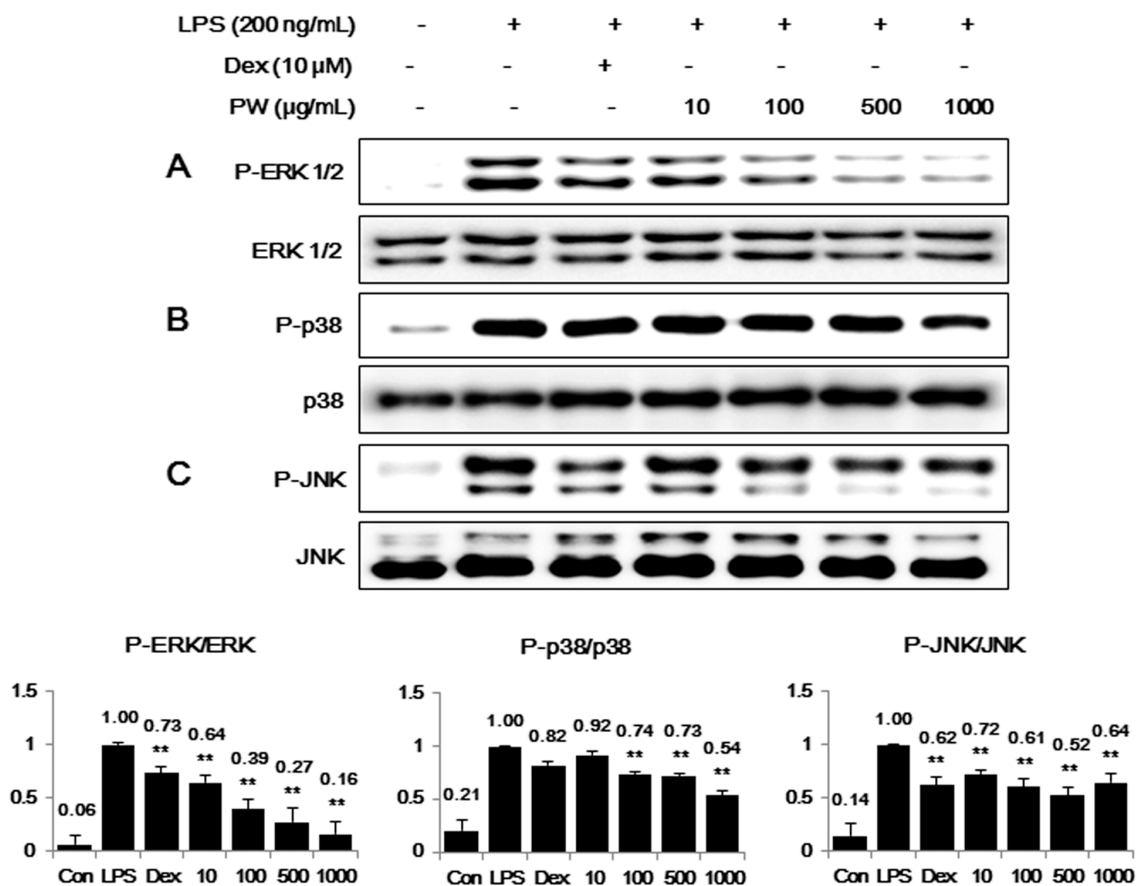 LPS (200 ng/mL) - + + + + + +
Dex (10 µM) - - + - - - -
PW (µg/mL) - - - 10 100 500 1000
A P-ERK 1/2
ERK 1/2
B P-p38
p38
C P-JNK
JNK
P-ERK/ERK
1.5
1
0.5
0
0.06 1.00 0.73 0.64 0.39 0.27 0.16
** ** ** ** **
Con LPS Dex 10 100 500 1000
P-p38/p38
1.5
1
0.5
0
0.21 1.00 0.82 0.92 0.74 0.73 0.54
** ** **
Con LPS Dex 10 100 500 1000
P-JNK/JNK
1.5
1
0.5
0
0.14 1.00 0.62 0.72 0.61 0.52 0.64
** ** ** ** **
Con LPS Dex 10 100 500 1000